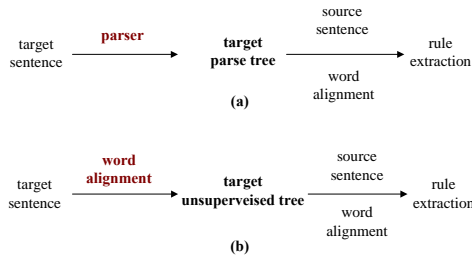 target sentence
parser
target parse tree
source sentence
word alignment
rule extraction
(a)
target sentence
word alignment
target unsuperveised tree
source sentence
word alignment
rule extraction
(b)